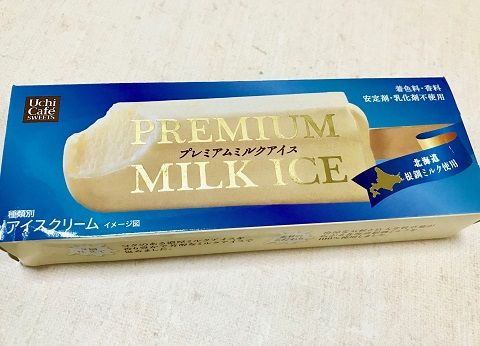 Uchi
Café
SWEETS
着色料・香料
安定剤・乳化剤不使用
PREMIUM
プレミアムミルクアイス
MILK ICE
北海道
根釧ミルク使用
種類別
アイスクリーム イメージ図